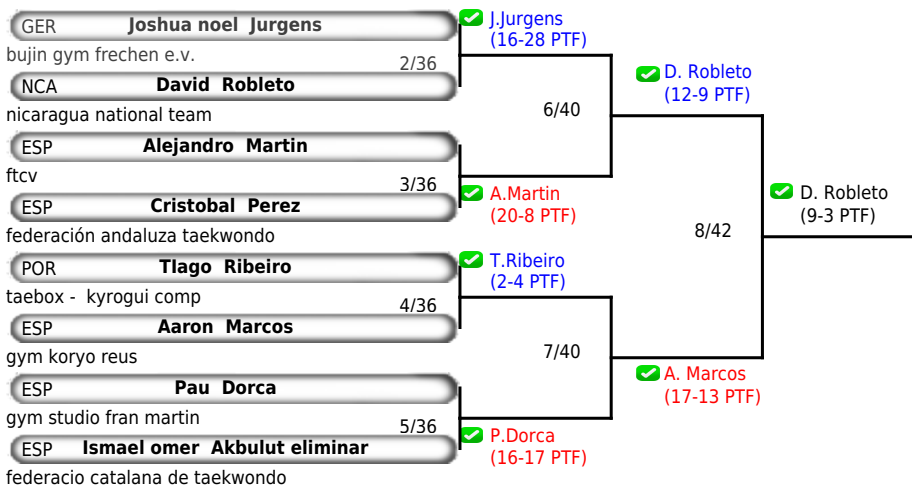 GER Joshua noel Jurgens
bujin gym frechen e.v.
2/36
NCA David Robleto
nicaragua national team
ESP Alejandro Martin
ftcv
3/36
ESP Cristobal Perez
federación andaluza taekwondo
POR TIago Ribeiro
taebox - kyrogui comp
4/36
ESP Aaron Marcos
gym koryo reus
ESP Pau Dorca
gym studio fran martin
5/36
ESP Ismael omer Akbulut eliminar
federacio catalana de taekwondo
J.Jurgens
(16-28 PTF)
6/40
A.Martin
(20-8 PTF)
T.Ribeiro
(2-4 PTF)
7/40
P.Dorca
(16-17 PTF)
D. Robleto
(12-9 PTF)
8/42
A. Marcos
(17-13 PTF)
D. Robleto
(9-3 PTF)